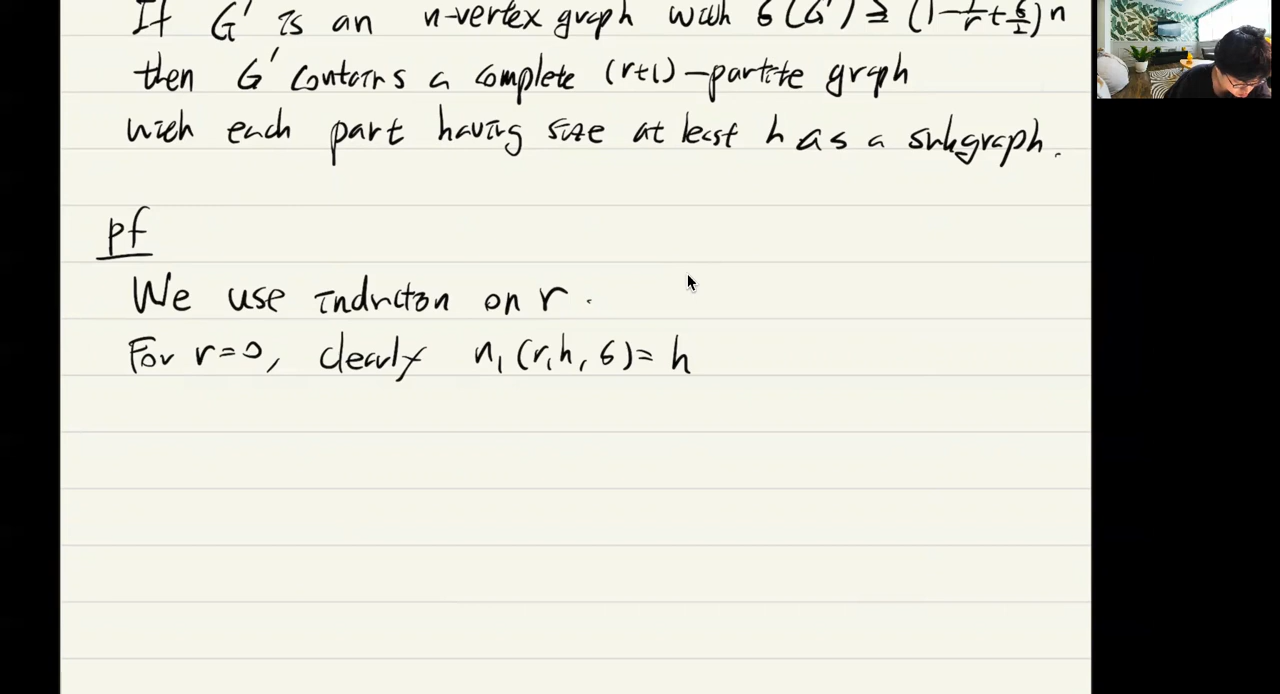 If G' is an n-vertex graph with δ(G') ≥ (1-1/r+ε/2)n
then G' contains a complete (r+1)-partite graph
with each part having size at least h as a subgraph.
pf
We use induction on r.
For r=0, clearly n₁(r,h,ε)=h